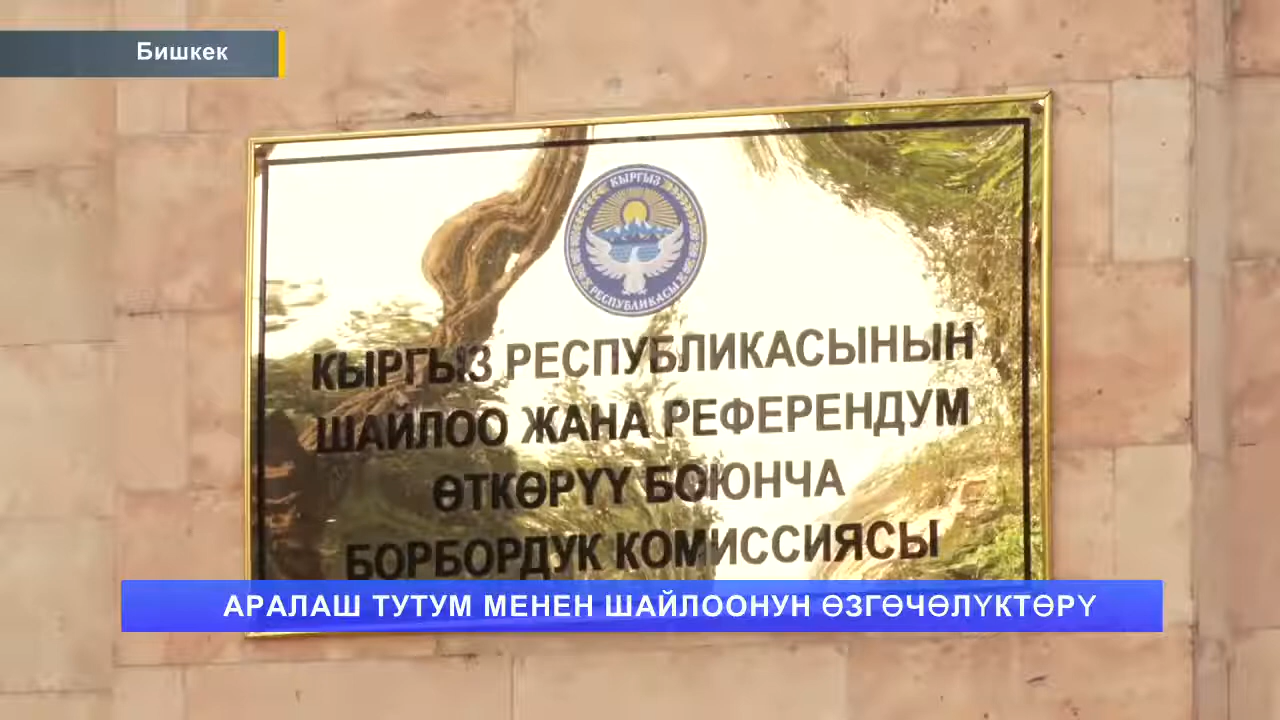 Бишкек
КЫРГЫЗ
РЕСПУБЛИКАСЫ
КЫРГЫЗ РЕСПУБЛИКАСЫНЫН
ШАЙЛОО ЖАНА РЕФЕРЕНДУМ
ӨТКӨРҮҮ БОЮНЧА
БОРБОРДУК КОМИССИЯСЫ
АРАЛАШ ТУТУМ МЕНЕН ШАЙЛООНУН ӨЗГӨЧӨЛҮКТӨРҮ